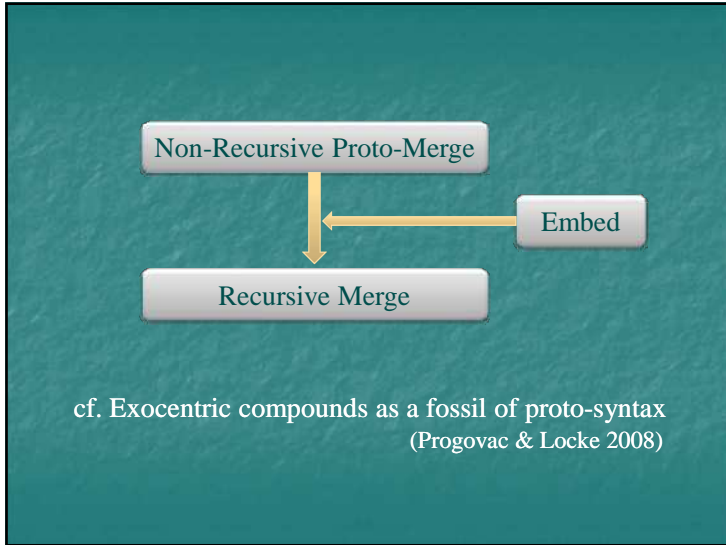 Non-Recursive Proto-Merge
Embed
Recursive Merge
cf. Exocentric compounds as a fossil of proto-syntax
(Progovac & Locke 2008)